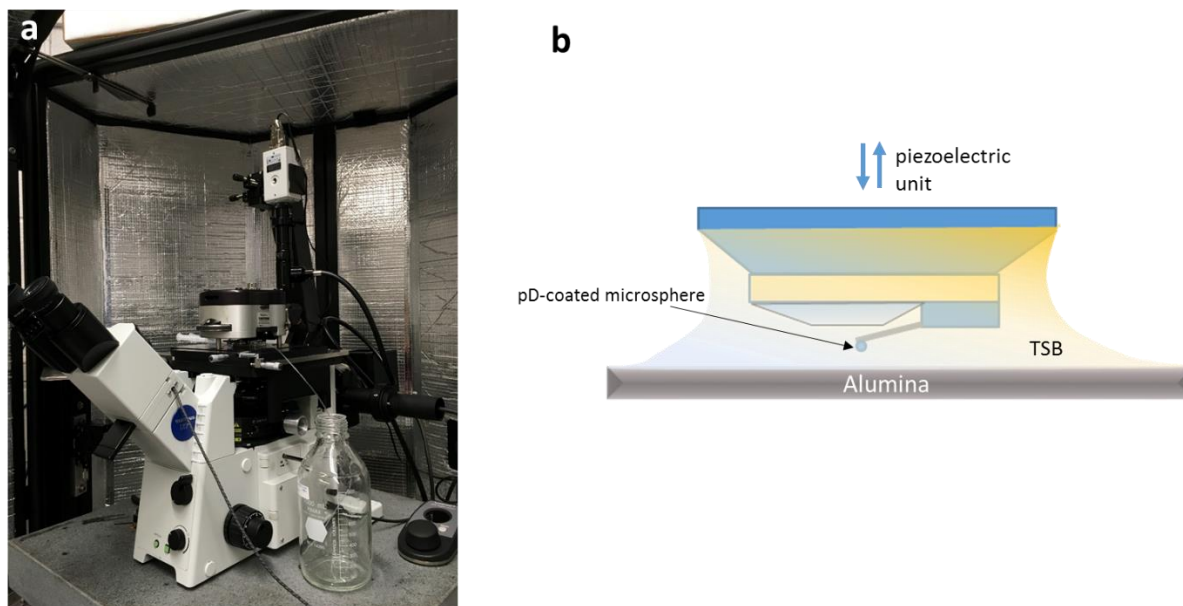 a
b
piezoelectric
unit
pD-coated microsphere
TSB
Alumina